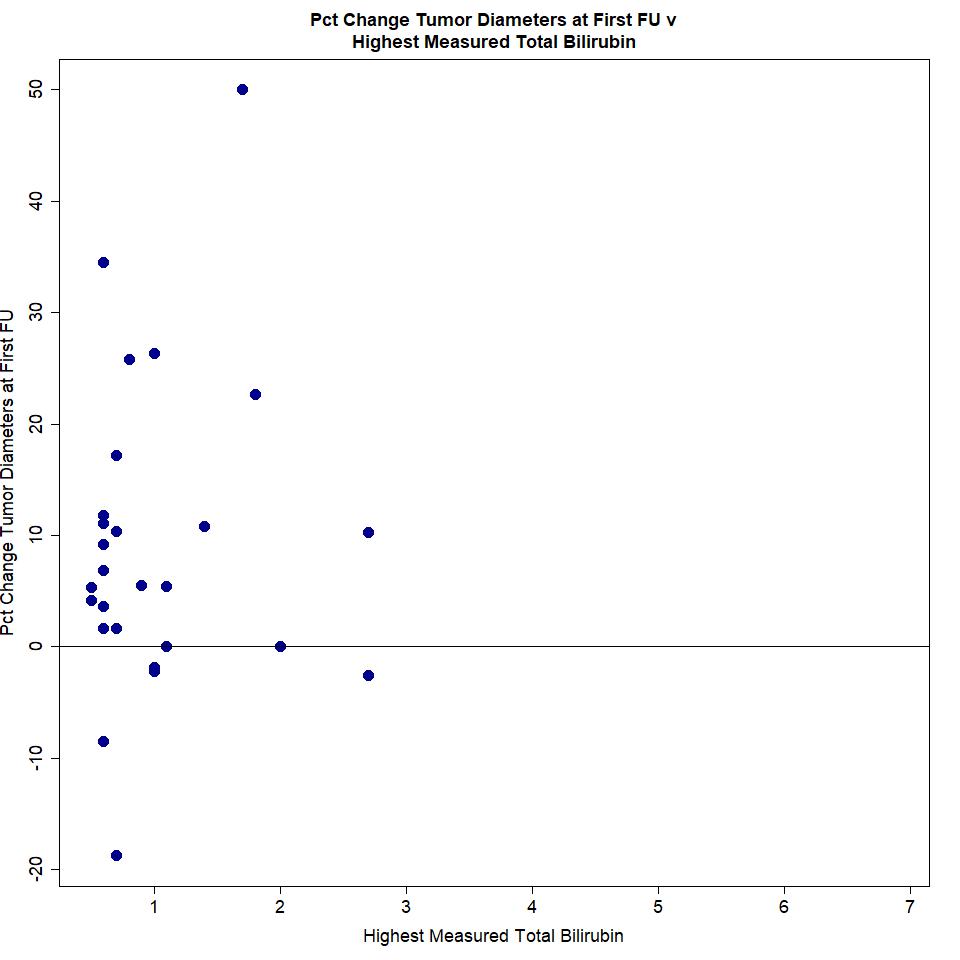 Pct Change Tumor Diameters at First FU v
Highest Measured Total Bilirubin
Pct Change Tumor Diameters at First FU
50
40
30
20
10
0
-10
-20
1 2 3 4 5 6 7
Highest Measured Total Bilirubin